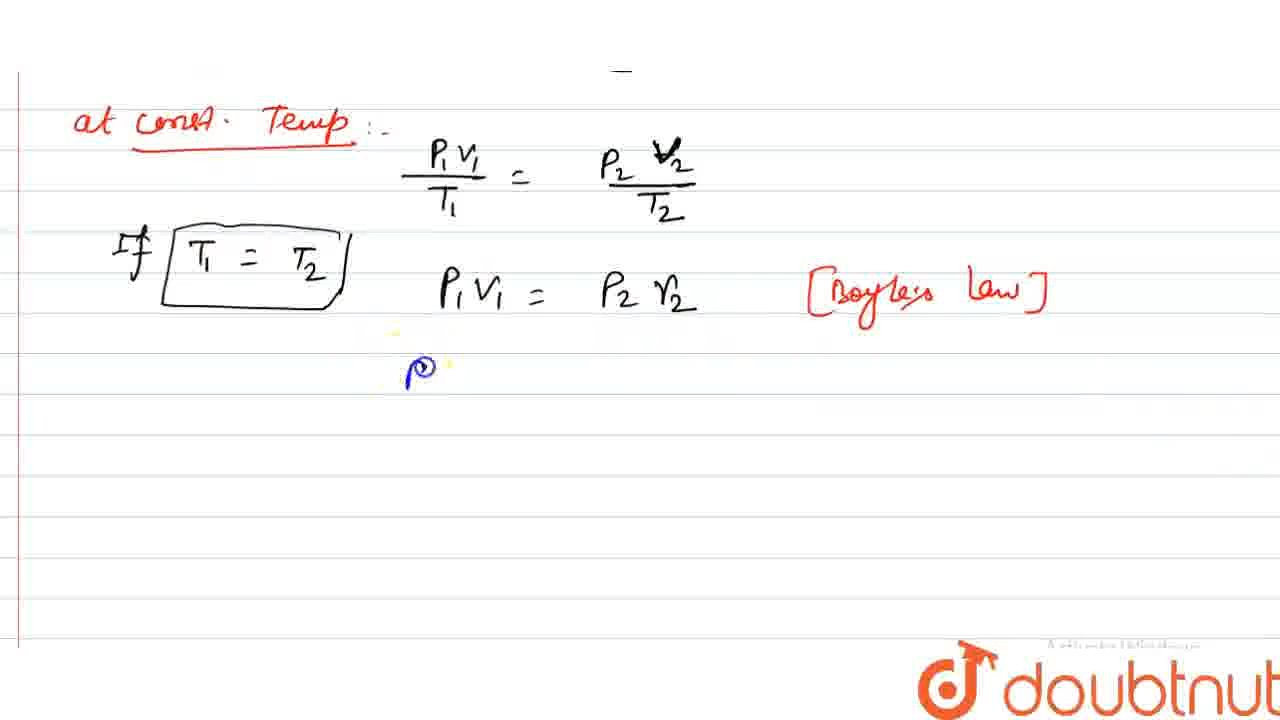 at const. Temp :-
P₁V₁/T₁ = P₂V₂/T₂
If T₁ = T₂
P₁V₁ = P₂V₂ [Boyle's Law]
P
doubtnut